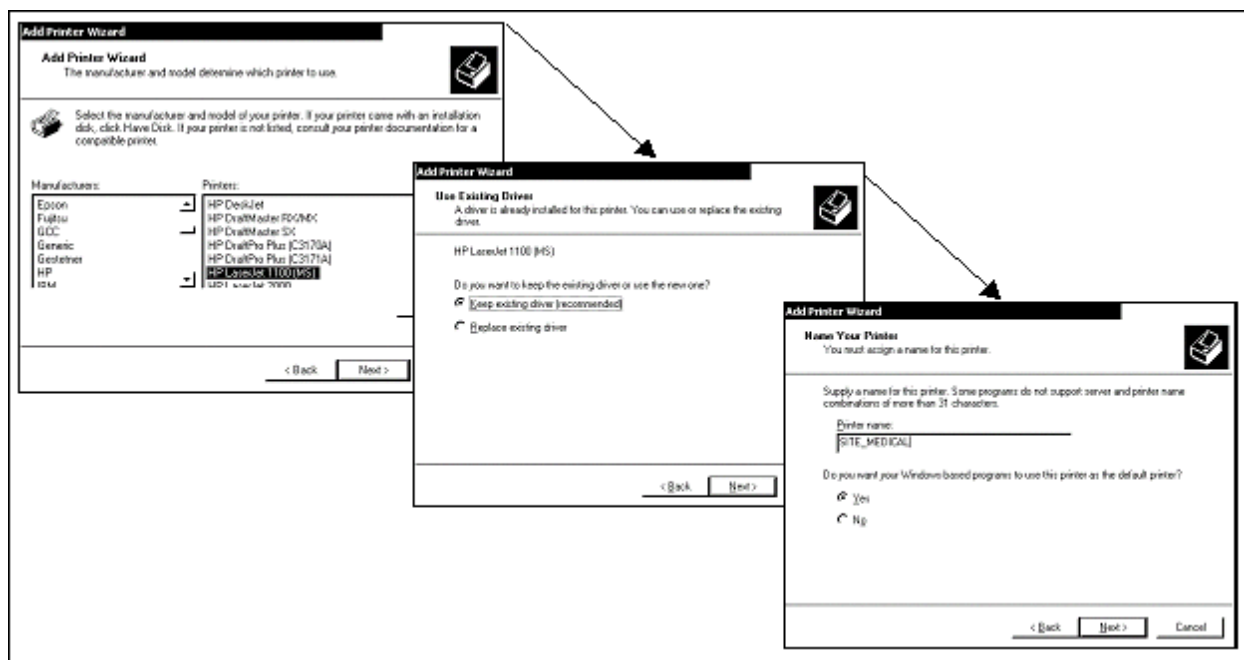 Add Printer Wizard
Add Printer Wizard
The manufacturer and model determine which printer to use.
Select the manufacturer and model of your printer. If your printer came with an installation
disk, click Have Disk. If your printer is not listed, consult your printer documentation for a
compatible printer.
Manufacturers:
Epson
Fujitsu
GCC
Generic
Gestetner
HP
IBM
Printers:
HP DeskJet
HP DraftMaster RX/MX
HP DraftMaster SX
HP DraftPro Plus (C3170A)
HP DraftPro Plus (C3171A)
HP LaserJet 1100 (MS)
HP LaserJet 2000
< Back
Next >
Add Printer Wizard
Use Existing Driver
A driver is already installed for this printer. You can use or replace the existing
driver.
HP LaserJet 1100 (MS)
Do you want to keep the existing driver or use the new one?
Keep existing driver (recommended)
Replace existing driver
< Back
Next >
Add Printer Wizard
Name Your Printer
You must assign a name for this printer.
Supply a name for this printer. Some programs do not support server and printer name
combinations of more than 31 characters.
Printer name:
SITE_MEDICAL
Do you want your Windows based programs to use this printer as the default printer?
Yes
No
< Back
Next >
Cancel